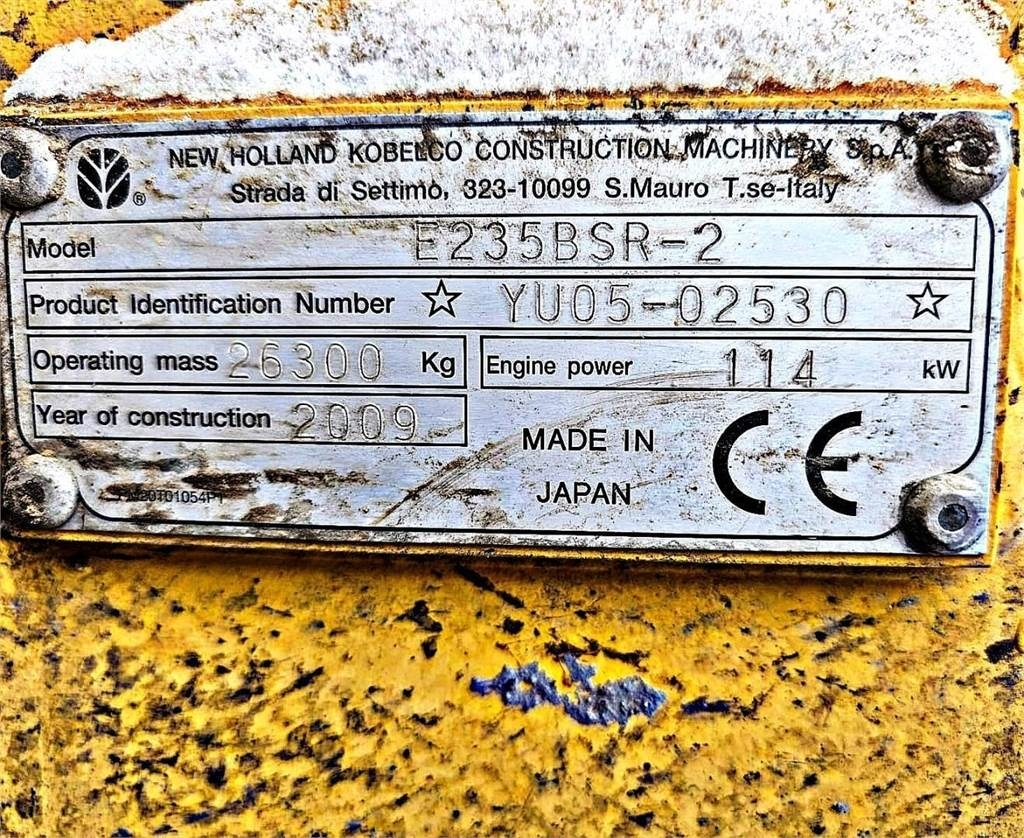 NEW HOLLAND KOBELCO CONSTRUCTION MACHINERY S.p.A.
®
Strada di Settimo, 323-10099 S.Mauro T.se-Italy
Model E235BSR-2
Product Identification Number ☆ YU05-02530 ☆
Operating mass 26300 Kg Engine power 114 kW
Year of construction 2009
MADE IN
JAPAN
CE